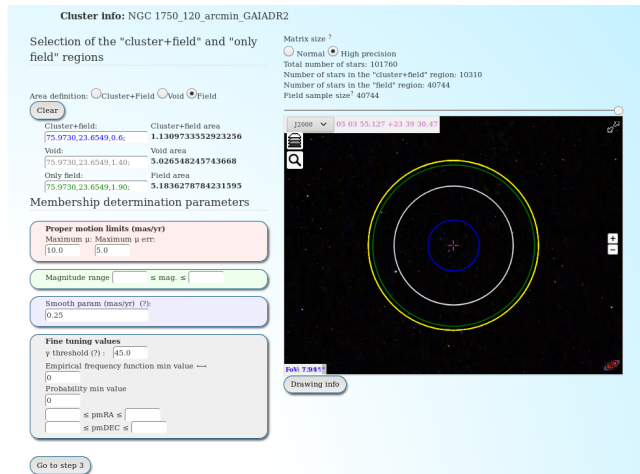 Cluster info: NGC 1750_120_arcmin_GAIADR2
Selection of the "cluster+field" and "only
field" regions
Area definition: Cluster+Field Void Field
Clear
Cluster+field: Cluster+field area
75.9730,23.6549,0.6; 1.1309733552923256
Void: Void area
75.9730,23.6549,1.40; 5.026548245743668
Only field: Field area
75.9730,23.6549,1.90; 5.1836278784231595
Membership determination parameters
Proper motion limits (mas/yr)
Maximum μ: Maximum μ err:
10.0 5.0
Magnitude range ≤ mag. ≤
Smooth param (mas/yr) (?):
0.25
Fine tuning values
γ threshold (?) : 45.0
Empirical frequency function min value ⟷
0
Probability min value
0
≤ pmRA ≤
≤ pmDEC ≤
Go to step 3
Matrix size ?
Normal High precision
Total number of stars: 101760
Number of stars in the "cluster+field" region: 10310
Number of stars in the "field" region: 40744
Field sample size? 40744
J2000 05 03 55.127 +23 39 30.47
+
−
FoV: 7.94°
Drawing info